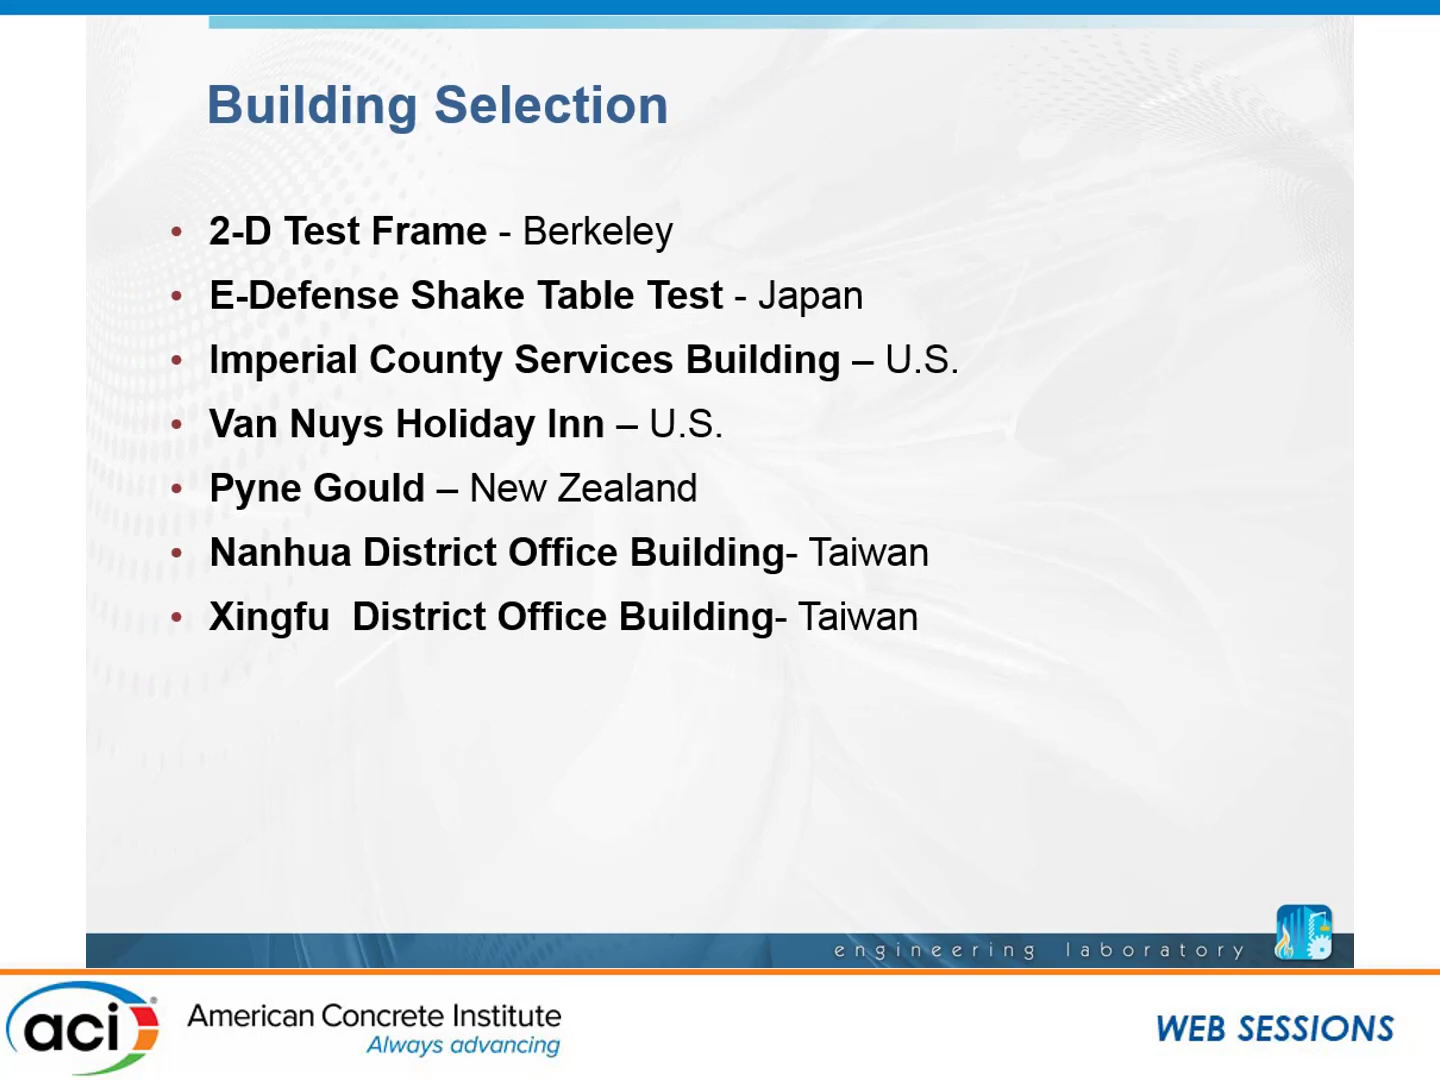 Building Selection
• 2-D Test Frame - Berkeley
• E-Defense Shake Table Test - Japan
• Imperial County Services Building – U.S.
• Van Nuys Holiday Inn – U.S.
• Pyne Gould – New Zealand
• Nanhua District Office Building- Taiwan
• Xingfu  District Office Building- Taiwan
engineering laboratory
aci®
American Concrete Institute
Always advancing
WEB SESSIONS